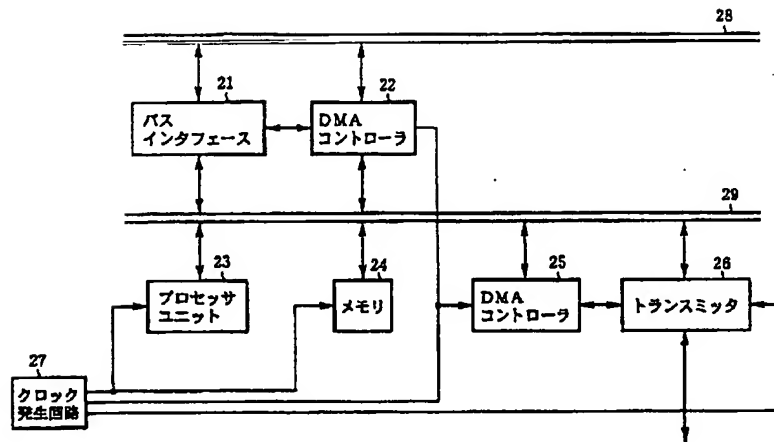 28
21
22
バス
インタフェース
DMA
コントローラ
29
23
24
25
26
プロセッサ
ユニット
メモリ
DMA
コントローラ
トランスミッタ
27
クロック
発生回路